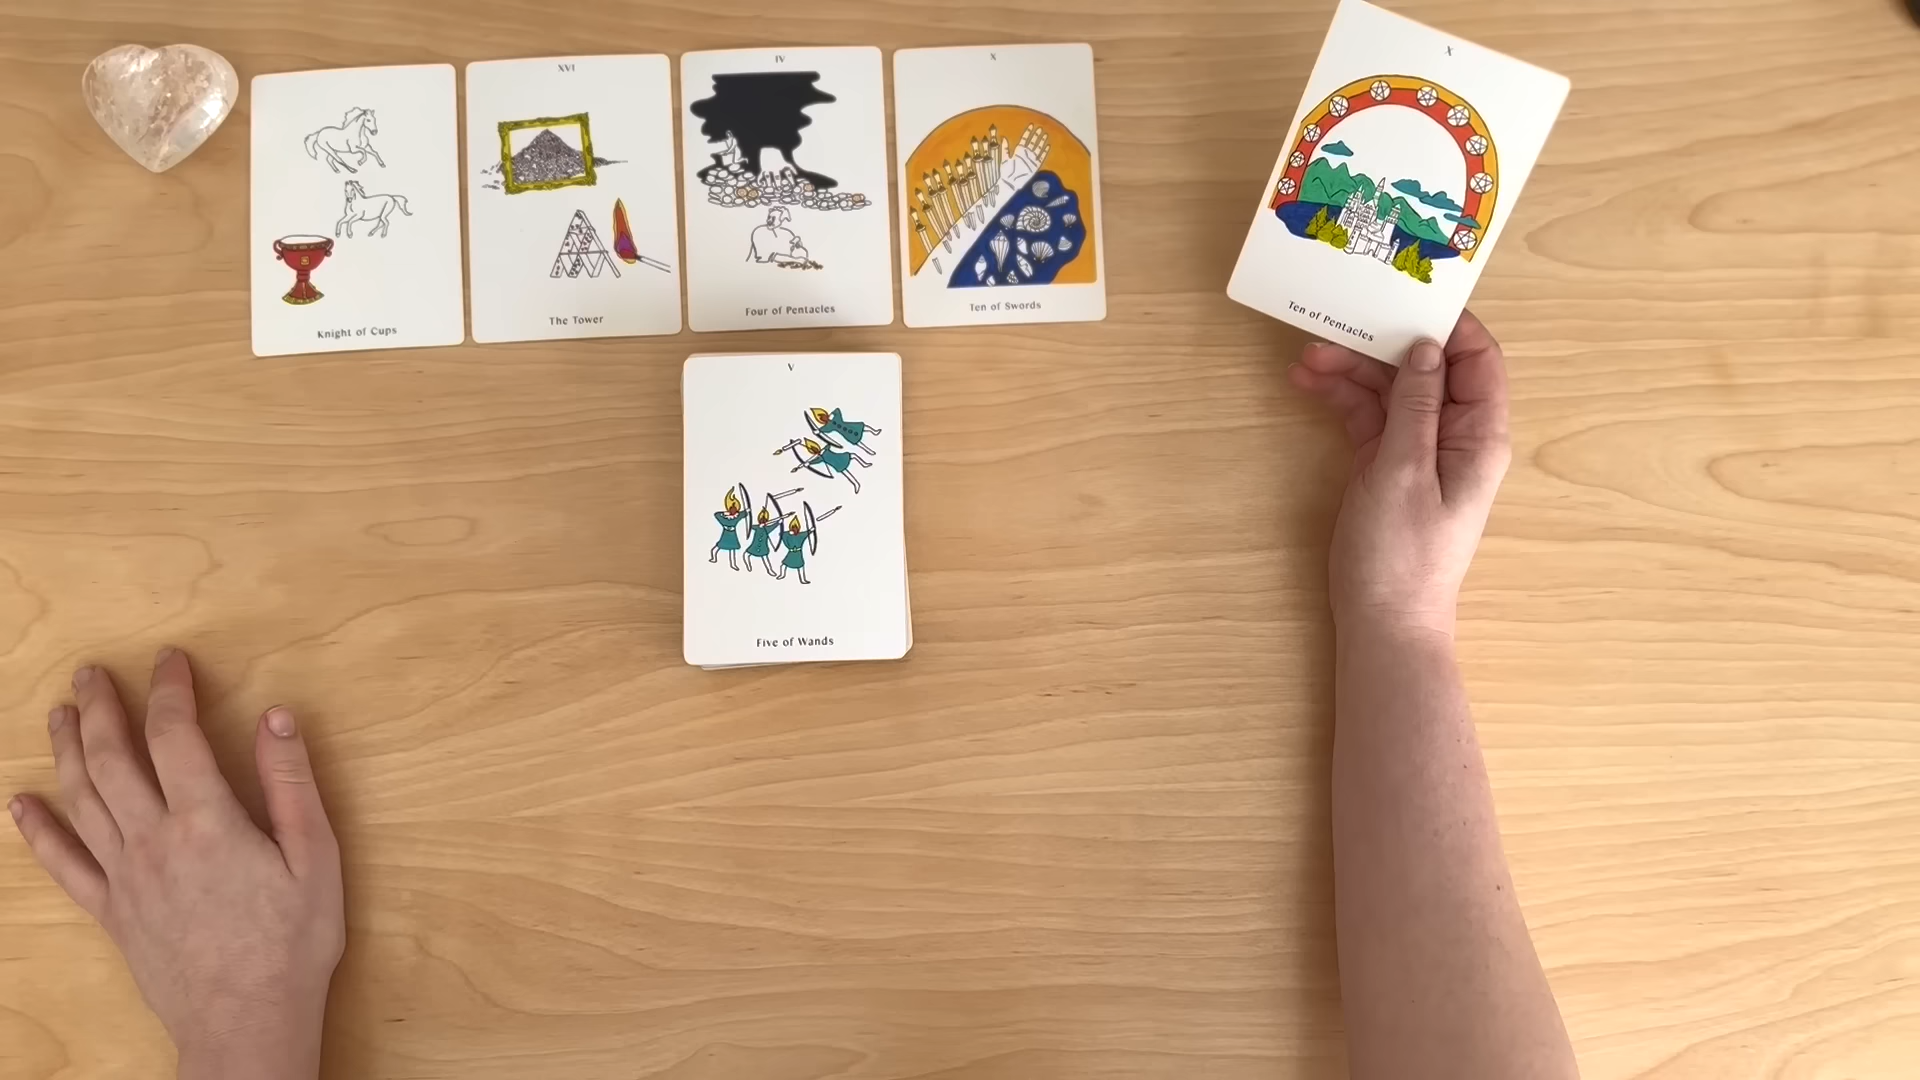 Knight of Cups
XVI
The Tower
IV
Four of Pentacles
X
Ten of Swords
X
Ten of Pentacles
V
Five of Wands